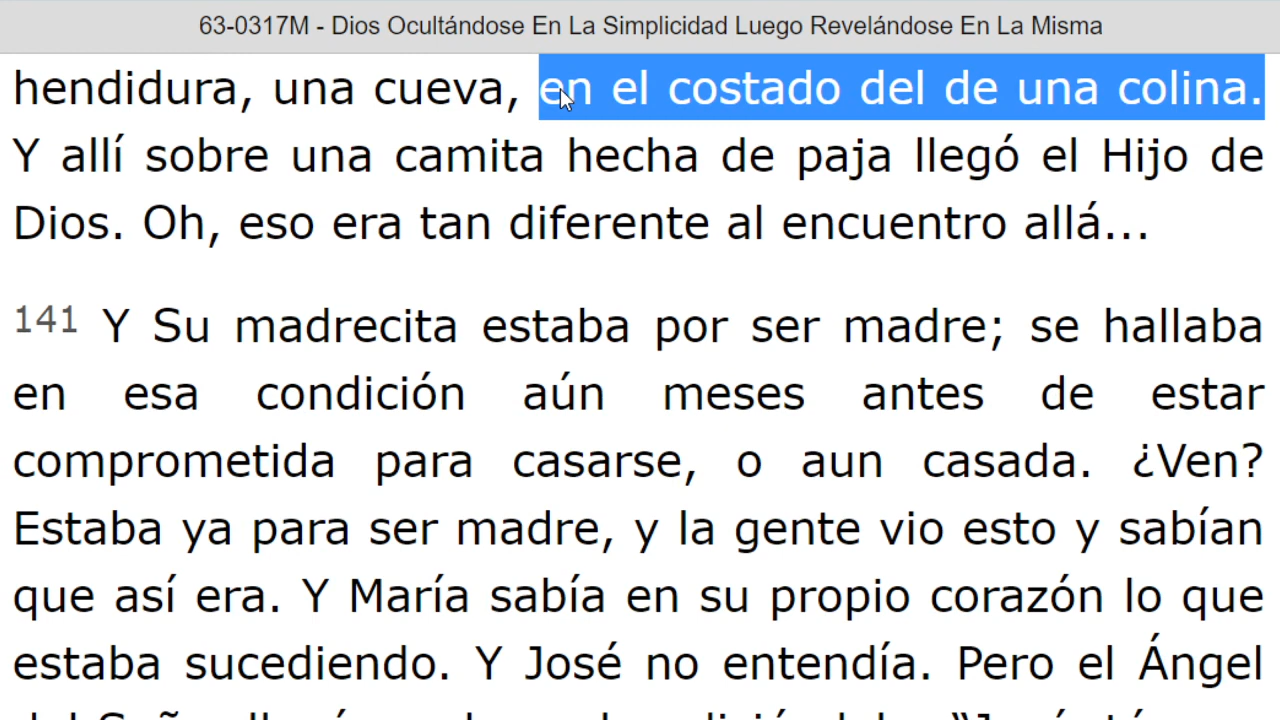 63-0317M - Dios Ocultándose En La Simplicidad Luego Revelándose En La Misma
hendidura, una cueva, en el costado del de una colina.
Y allí sobre una camita hecha de paja llegó el Hijo de
Dios. Oh, eso era tan diferente al encuentro allá...
141 Y Su madrecita estaba por ser madre; se hallaba
en esa condición aún meses antes de estar
comprometida para casarse, o aun casada. ¿Ven?
Estaba ya para ser madre, y la gente vio esto y sabían
que así era. Y María sabía en su propio corazón lo que
estaba sucediendo. Y José no entendía. Pero el Ángel